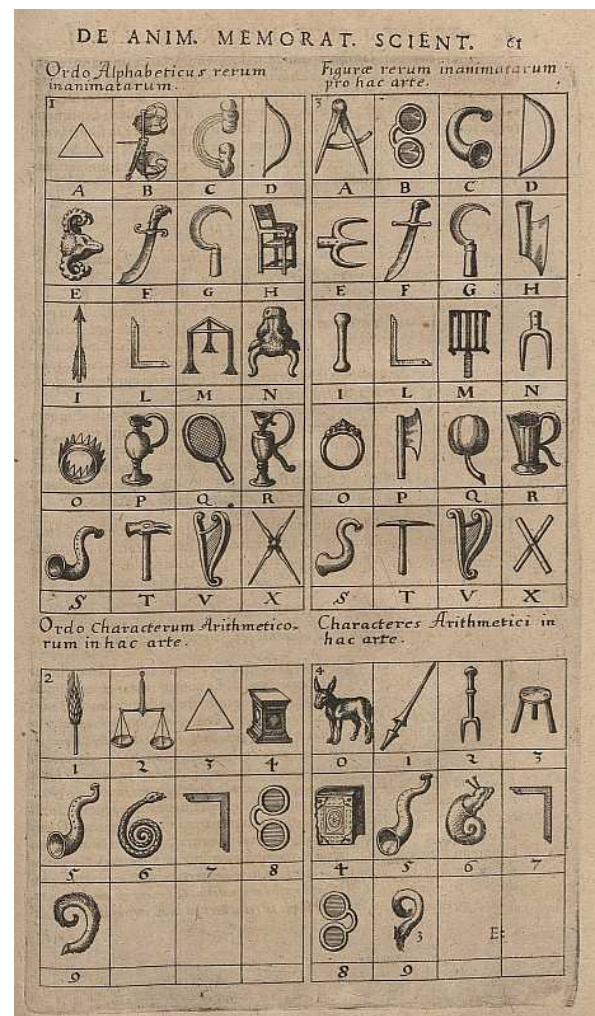 DE ANIM. MEMORAT. SCIENT. 61
Ordo Alphabeticus rerum
inanimatarum.
Figuræ rerum inanimatarum
pro hac arte.
1
A B C D
E F G H
I L M N
O P Q R
S T V X
3
A B C D
E F G H
I L M N
O P Q R
S T V X
Ordo Characterum Arithmetico-
rum in hac arte.
Characteres Arithmetici in
hac arte.
2
1 2 3 4
5 6 7 8
9
4
0 1 2 3
4 5 6 7
8 9
3 E: